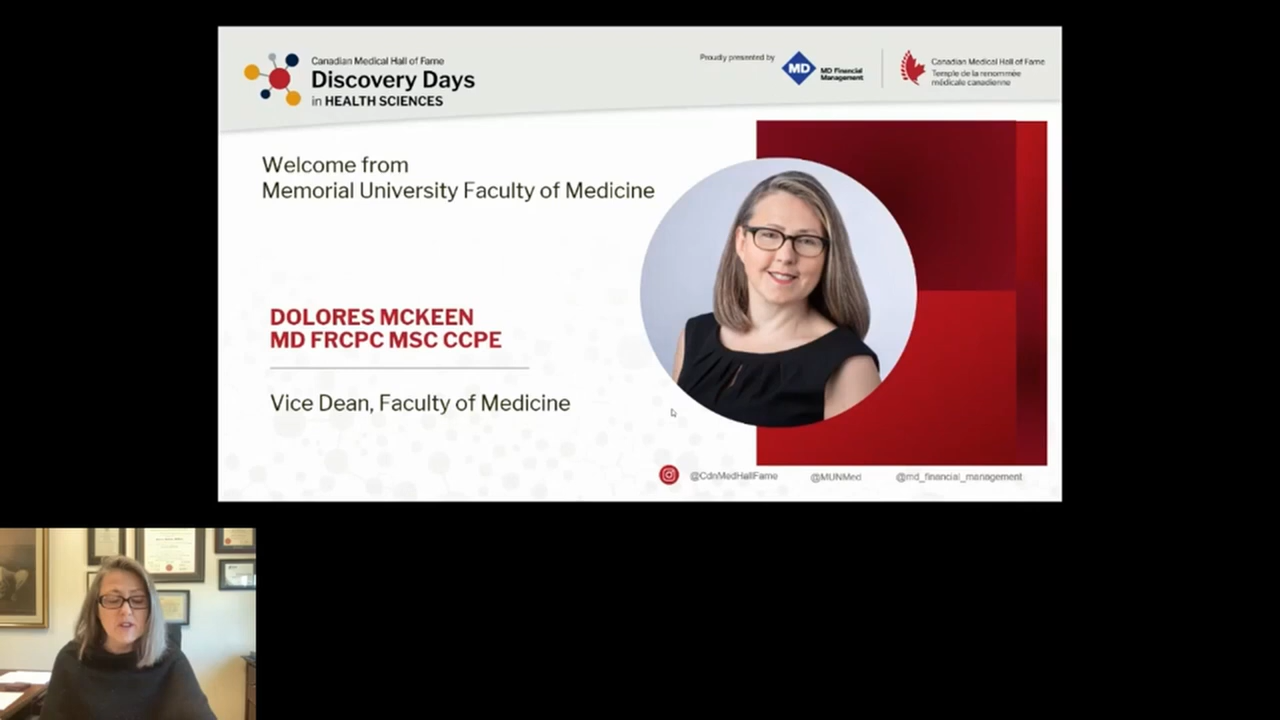 Canadian Medical Hall of Fame
Discovery Days
in HEALTH SCIENCES
Proudly presented by
MD
MD Financial
Management
Canadian Medical Hall of Fame
Temple de la renommée
médicale canadienne
Welcome from
Memorial University Faculty of Medicine
DOLORES MCKEEN
MD FRCPC MSC CCPE
Vice Dean, Faculty of Medicine
@CdnMedHallFame @MUNMed @md_financial_management